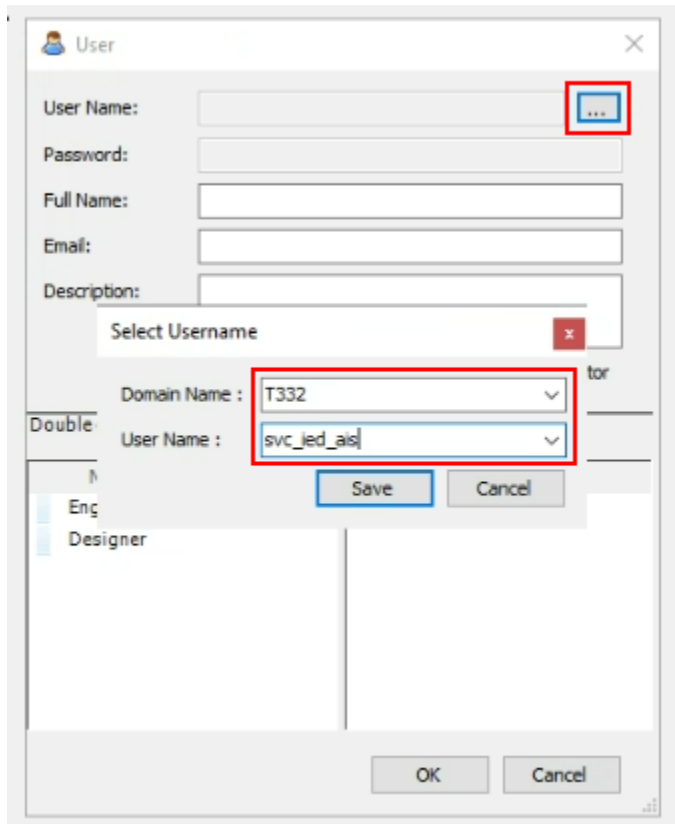 User
User Name:
...
Password:
Full Name:
Email:
Description:
Select Username
x
tor
Domain Name :
T332
Double
User Name :
svc_ied_ais
N
Save
Cancel
Eng
Designer
OK
Cancel